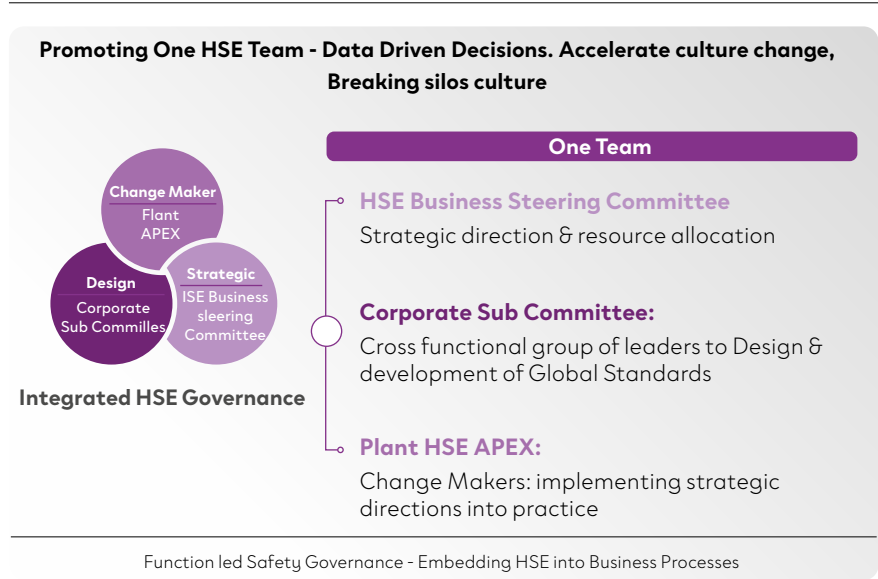 Promoting One HSE Team - Data Driven Decisions. Accelerate culture change,
Breaking silos culture
Change Maker
Flant
APEX
Design
Corporate
Sub Commilles
Strategic
ISE Business
sleering
Committee
Integrated HSE Governance
One Team
HSE Business Steering Committee
Strategic direction & resource allocation
Corporate Sub Committee:
Cross functional group of leaders to Design &
development of Global Standards
Plant HSE APEX:
Change Makers: implementing strategic
directions into practice
Function led Safety Governance - Embedding HSE into Business Processes